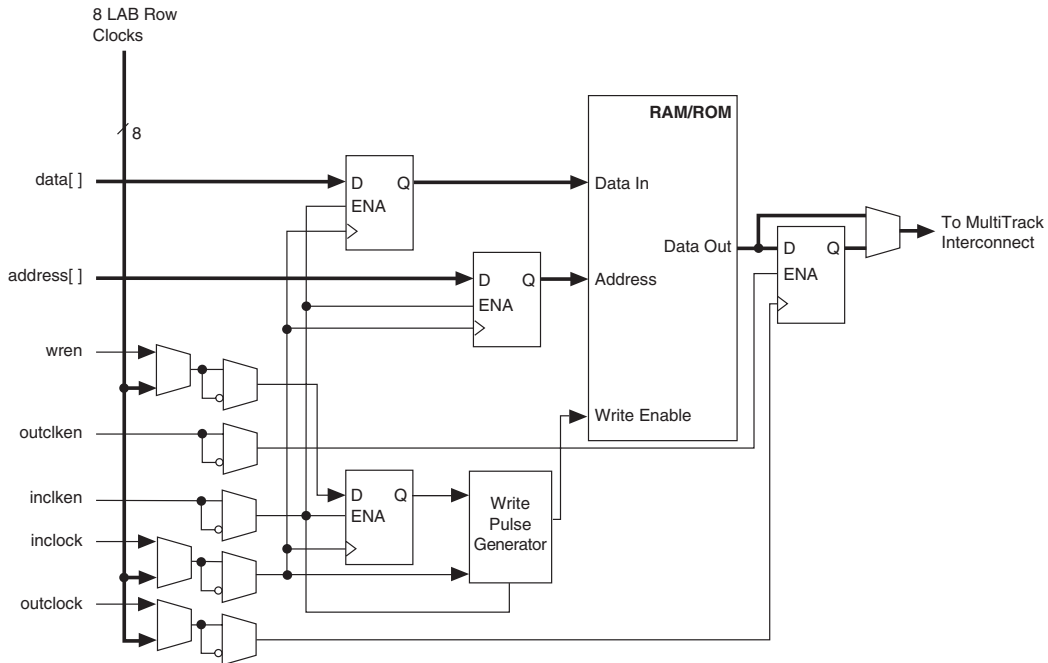 8 LAB Row
Clocks
8
RAM/ROM
data[ ]
D Q
ENA
Data In
To MultiTrack
Interconnect
Data Out
D Q
ENA
address[ ]
D Q
ENA
Address
wren
Write Enable
outclken
inclken
D Q
ENA
Write
Pulse
Generator
inclock
outclock